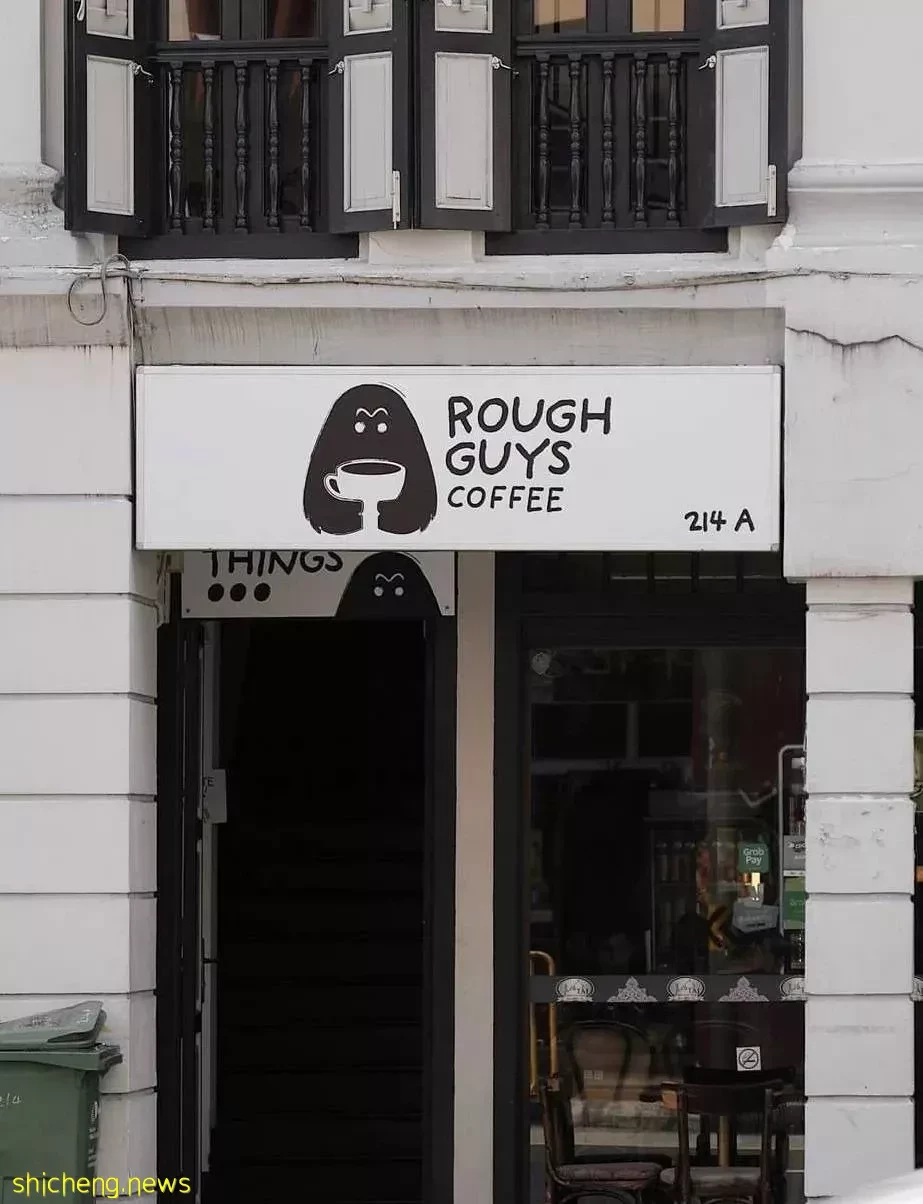 ROUGH
GUYS
COFFEE
214 A
THINGS
Grab
Pay
shicheng.news